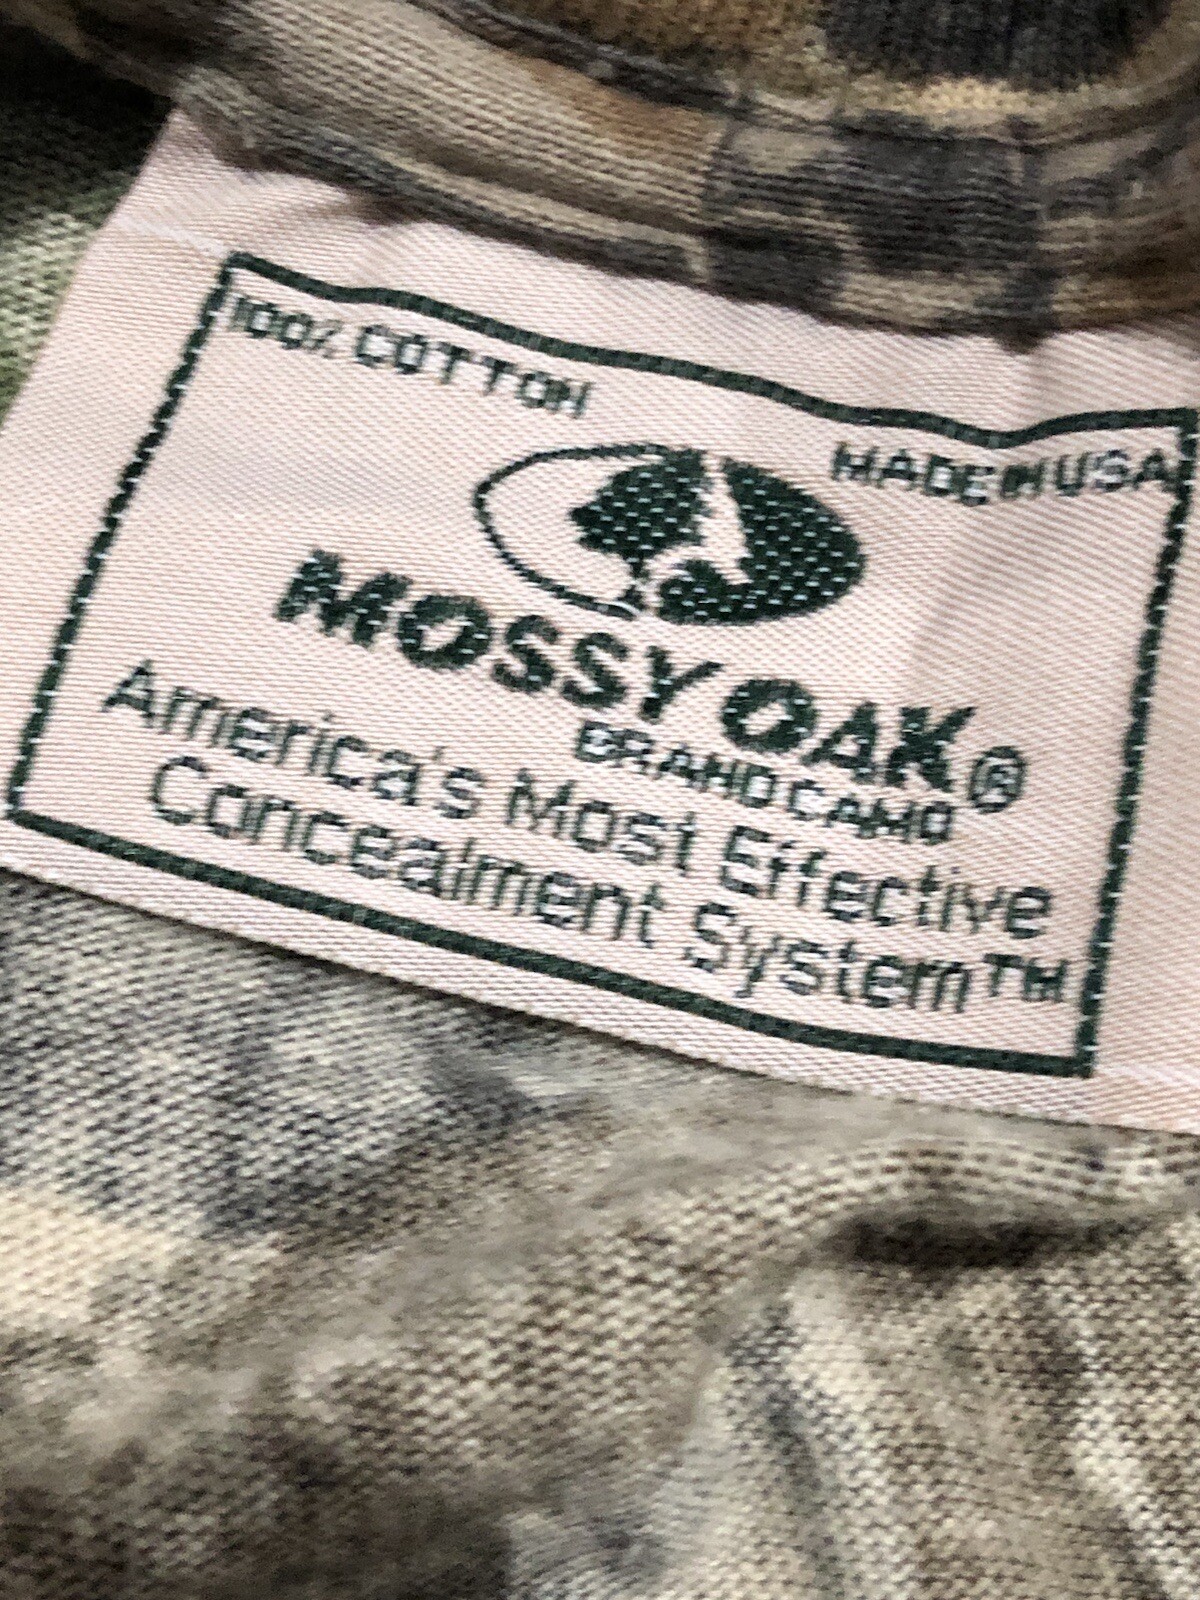 100% COTTON
MADE IN USA
MOSSY OAK®
BRAND CAMO
America's Most Effective
Concealment System™